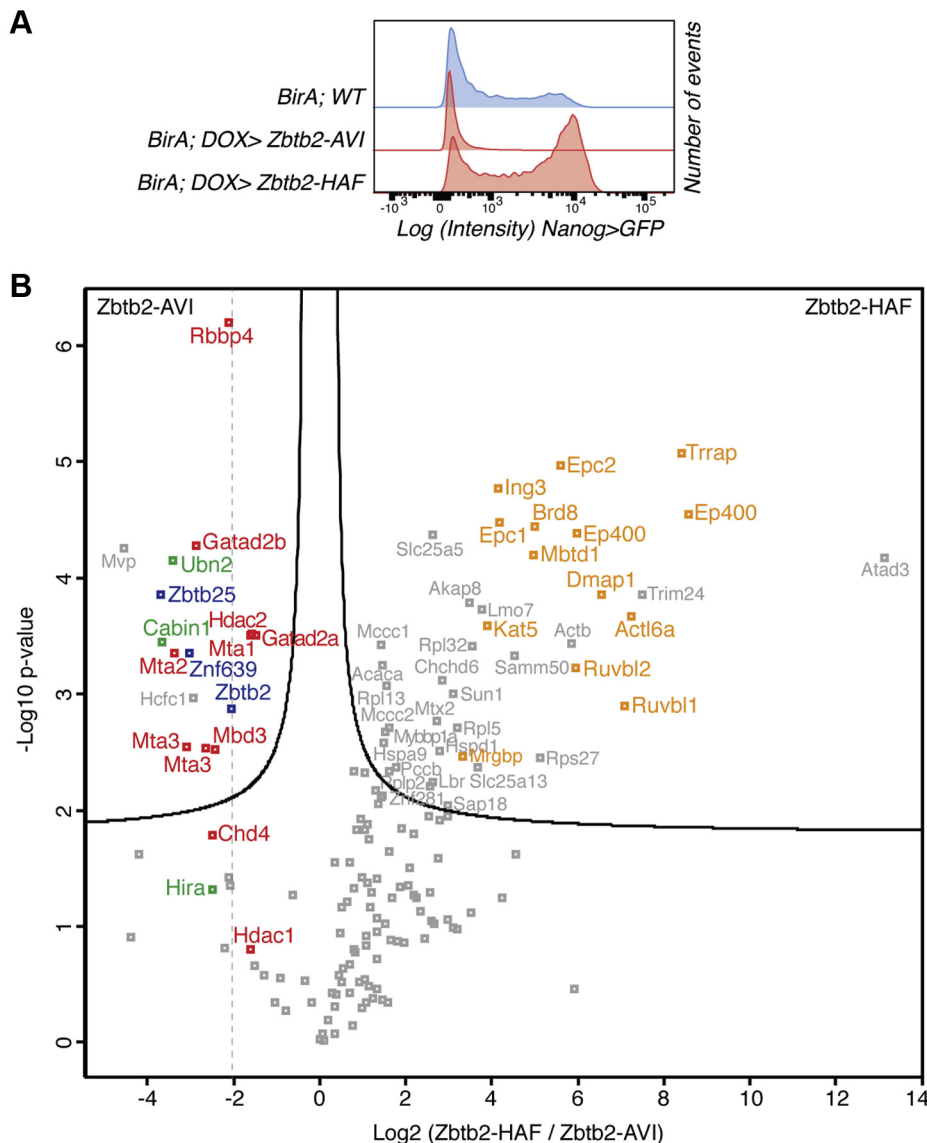 A
BirA; WT
BirA; DOX> Zbtb2-AVI
BirA; DOX> Zbtb2-HAF
Number of events
-10³ 0 10³ 10⁴ 10⁵
Log (Intensity) Nanog>GFP
B
Zbtb2-AVI
Zbtb2-HAF
-Log10 p-value
6
5
4
3
2
1
0
Rbbp4
Trrap
Epc2
Ing3
Ep400
Brd8
Epc1
Ep400
Gatad2b
Slc25a5
Mbtd1
Mvp
Ubn2
Atad3
Zbtb25
Akap8
Dmap1
Trim24
Lmo7
Cabin1
Hdac2
Kat5
Actl6a
Mta1
Gatad2a
Mccc1
Rpl32
Actb
Mta2
Znf639
Acaca
Chchd6
Samm50
Ruvbl2
Hcfc1
Zbtb2
Rpl13
Sun1
Ruvbl1
Mccc2
Mtx2
Rpl5
Mta3
Mbd3
Mybbp1a
Hspd1
Mta3
Hspa9
Mrgbp
Rps27
Pccb
Rplp2
Lbr
Slc25a13
Znf281
Sap18
Chd4
Hira
Hdac1
-4 -2 0 2 4 6 8 10 12 14
Log2 (Zbtb2-HAF / Zbtb2-AVI)